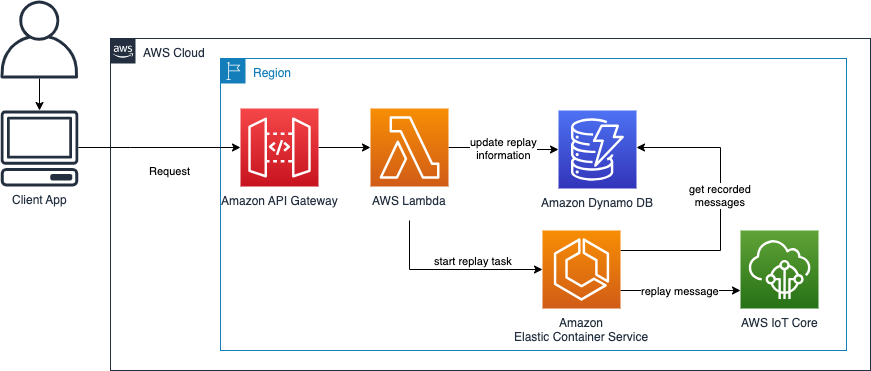 aws
AWS Cloud
Region
Client App
Request
Amazon API Gateway
AWS Lambda
update replay
information
Amazon Dynamo DB
get recorded
messages
start replay task
Amazon
Elastic Container Service
replay message
AWS IoT Core